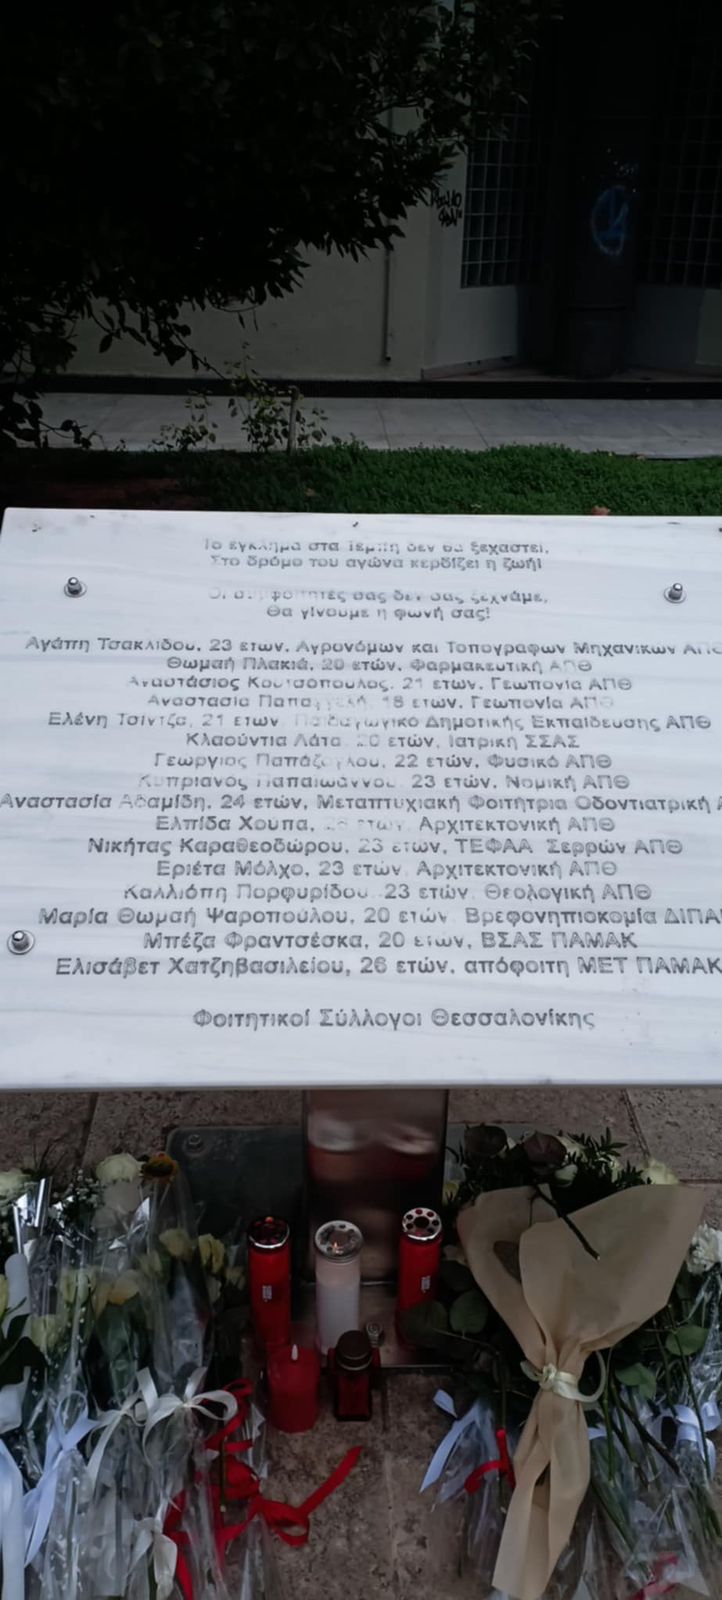 Το έγκλημα στα Τέμπη δεν θα ξεχαστεί.
Στο δρόμο του αγώνα κερδίζει η ζωή!
Οι συμφοιτητές σας δεν σας ξεχνάμε,
Θα γίνουμε η φωνή σας!
Αγάπη Τσακλίδου, 23 ετών, Αγρονόμων και Τοπογράφων Μηχανικών ΑΠΘ
Θωμαή Πλακιά, 20 ετών, Φαρμακευτική ΑΠΘ
Αναστάσιος Κουτσόπουλος, 21 ετών, Γεωπονία ΑΠΘ
Αναστασία Παπαγγελή, 18 ετών, Γεωπονία ΑΠΘ
Ελένη Τσίντζα, 21 ετών, Παιδαγωγικό Δημοτικής Εκπαίδευσης ΑΠΘ
Κλαούντια Λάτα, 20 ετών, Ιατρική ΣΣΑΣ
Γεώργιος Παπάζογλου, 22 ετών, Φυσικό ΑΠΘ
Κυπριανός Παπαϊωάννου, 23 ετών, Νομική ΑΠΘ
Αναστασία Αδαμίδη, 24 ετών, Μεταπτυχιακή Φοιτήτρια Οδοντιατρική
Ελπίδα Χούπα, ετών, Αρχιτεκτονική ΑΠΘ
Νικήτας Καραθεοδώρου, 23 ετών, ΤΕΦΑΑ Σερρών ΑΠΘ
Εριέτα Μόλχο, 23 ετών, Αρχιτεκτονική ΑΠΘ
Καλλιόπη Πορφυρίδου, 23 ετών, Θεολογική ΑΠΘ
Μαρία Θωμαή Ψαροπούλου, 20 ετών, Βρεφονηπιοκομία ΔΙΠΑΕ
Μπέζα Φραντσέσκα, 20 ετών, ΒΣΑΣ ΠΑΜΑΚ
Ελισάβετ Χατζηβασιλείου, 26 ετών, απόφοιτη ΜΕΤ ΠΑΜΑΚ
Φοιτητικοί Σύλλογοι Θεσσαλονίκης